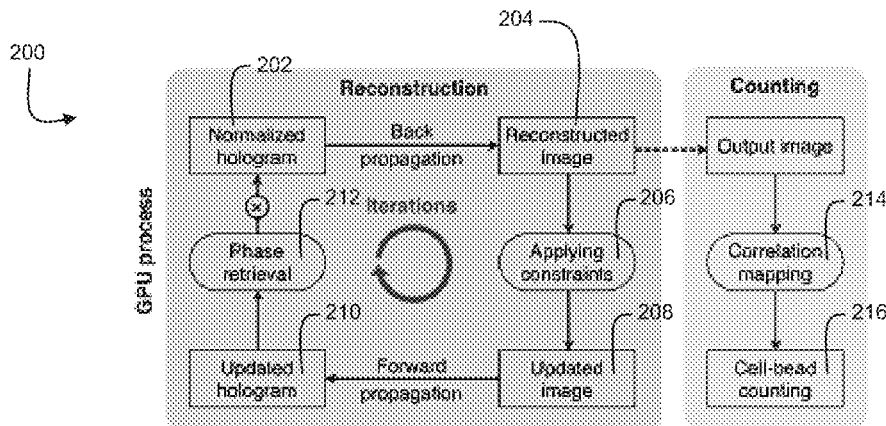 200
202
204
Reconstruction
Counting
Normalized
hologram
Back
propagation
Reconstructed
image
Output image
212
Iterations
206
214
GPU process
Phase
retrieval
Applying
constraints
Correlation
mapping
210
208
216
Updated
hologram
Forward
propagation
Updated
image
Cell-bead
counting